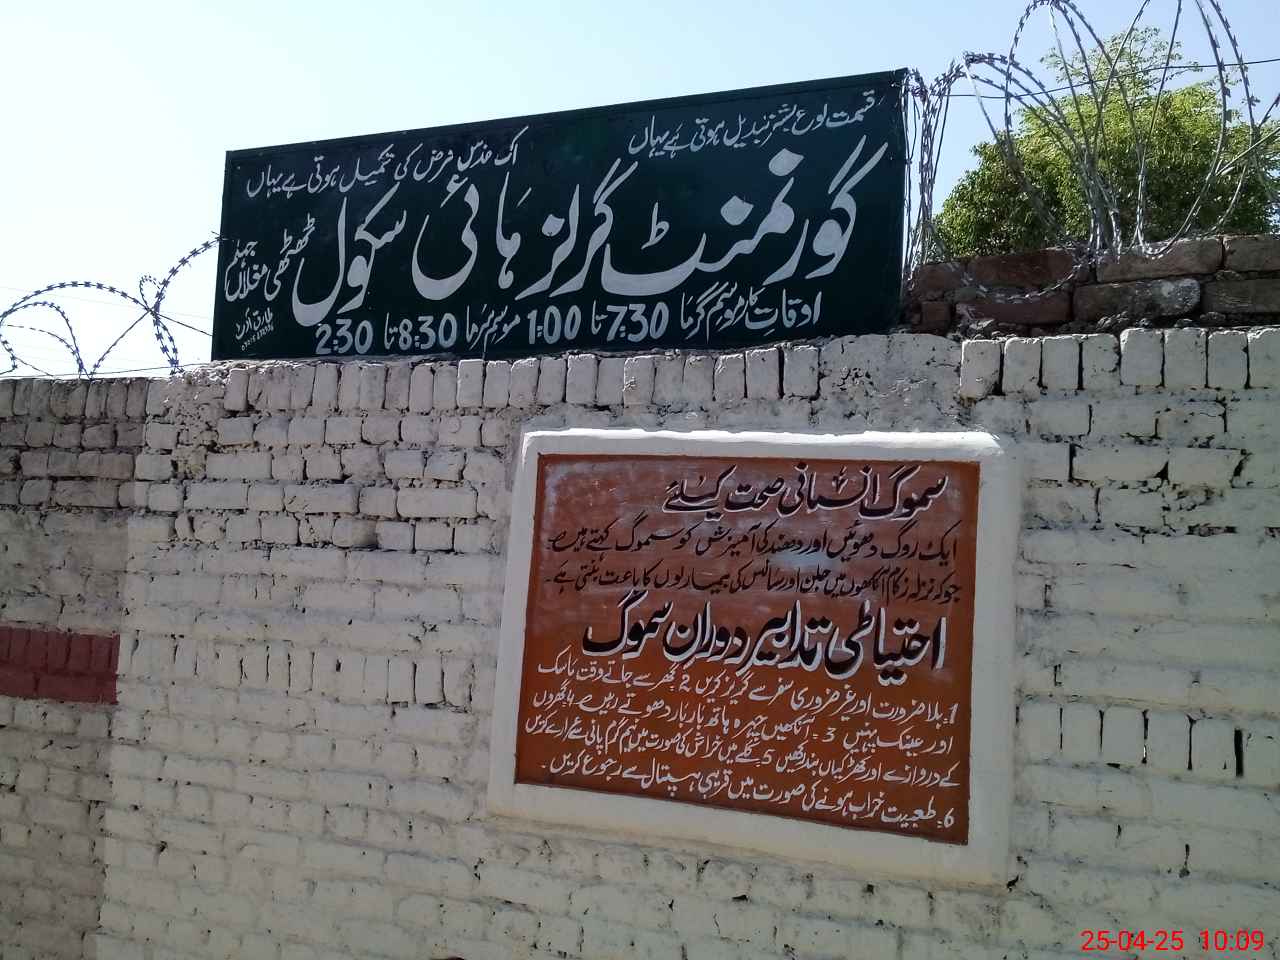 قسمت نوع بشر تبدیل ہوتی ہے یہاں
اک مقدس فرض کی تکمیل ہوتی ہے یہاں
گورنمنٹ گرلز ہائی سکول
ٹھٹھی مغلاں جہلم
اوقات کار موسم گرما 7:30 تا 1:00 موسم سرما 8:30 تا 2:30
سموگ انسانی صحت کیلئے
ایک روگ دھوئیں اور دھند کی آمیزش کو سموگ کہتے ہیں۔
جو کہ نزلہ زکام آنکھوں میں جلن اور سانس کی بیماریوں کا باعث بنتی ہے۔
احتیاطی تدابیر دوران سموگ
1۔ بلا ضرورت اور غیر ضروری سفر سے گریز کریں 2 گھر سے جاتے وقت ماسک
اور عینک پہنیں 3۔ آنکھیں چہرہ ہاتھ بار بار دھوتے رہیں 4۔ گھروں
کے دروازے اور کھڑکیاں بند رکھیں 5۔ گلے میں خراش کی صورت میں نیم گرم پانی سے غرارے کریں
6۔ طبعیت خراب ہونے کی صورت میں قریبی ہسپتال سے رجوع کریں۔
25-04-25 10:09